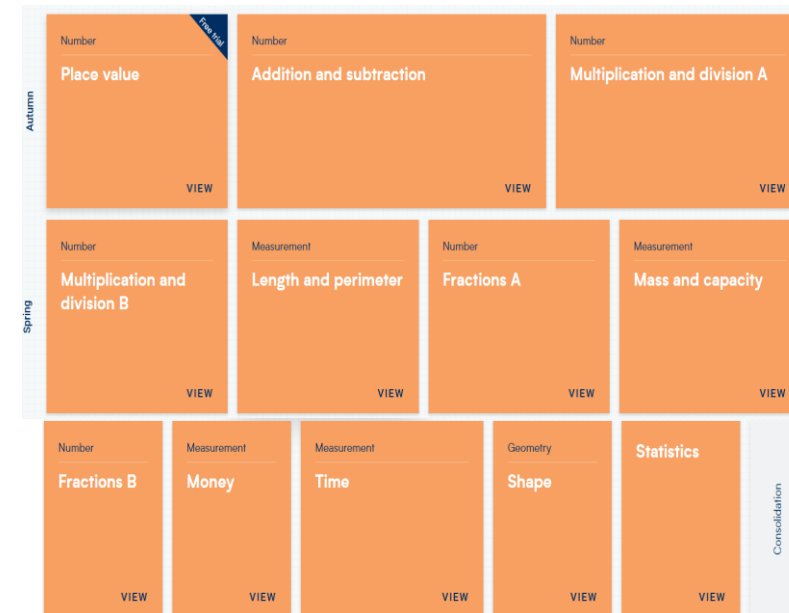 Autumn
Number
Place value
Free trial
VIEW
Number
Addition and subtraction
VIEW
Number
Multiplication and division A
VIEW
Spring
Number
Multiplication and
division B
VIEW
Measurement
Length and perimeter
VIEW
Number
Fractions A
VIEW
Measurement
Mass and capacity
VIEW
Number
Fractions B
VIEW
Measurement
Money
VIEW
Measurement
Time
VIEW
Geometry
Shape
VIEW
Statistics
VIEW
Consolidation